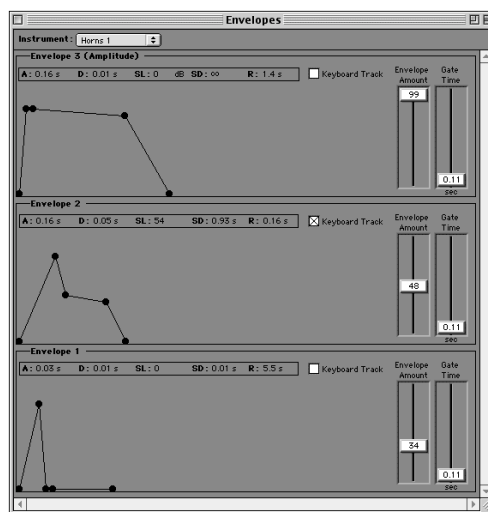 Envelopes
Instrument: Horns 1
Envelope 3 (Amplitude)
A: 0.16 s D: 0.01 s SL: 0 dB SD: ∞ R: 1.4 s
Keyboard Track
Envelope Amount
Gate Time
99
0.11
sec
Envelope 2
A: 0.16 s D: 0.05 s SL: 54 SD: 0.93 s R: 0.16 s
Keyboard Track
Envelope Amount
Gate Time
48
0.11
sec
Envelope 1
A: 0.03 s D: 0.01 s SL: 0 SD: 0.01 s R: 5.5 s
Keyboard Track
Envelope Amount
Gate Time
34
0.11
sec